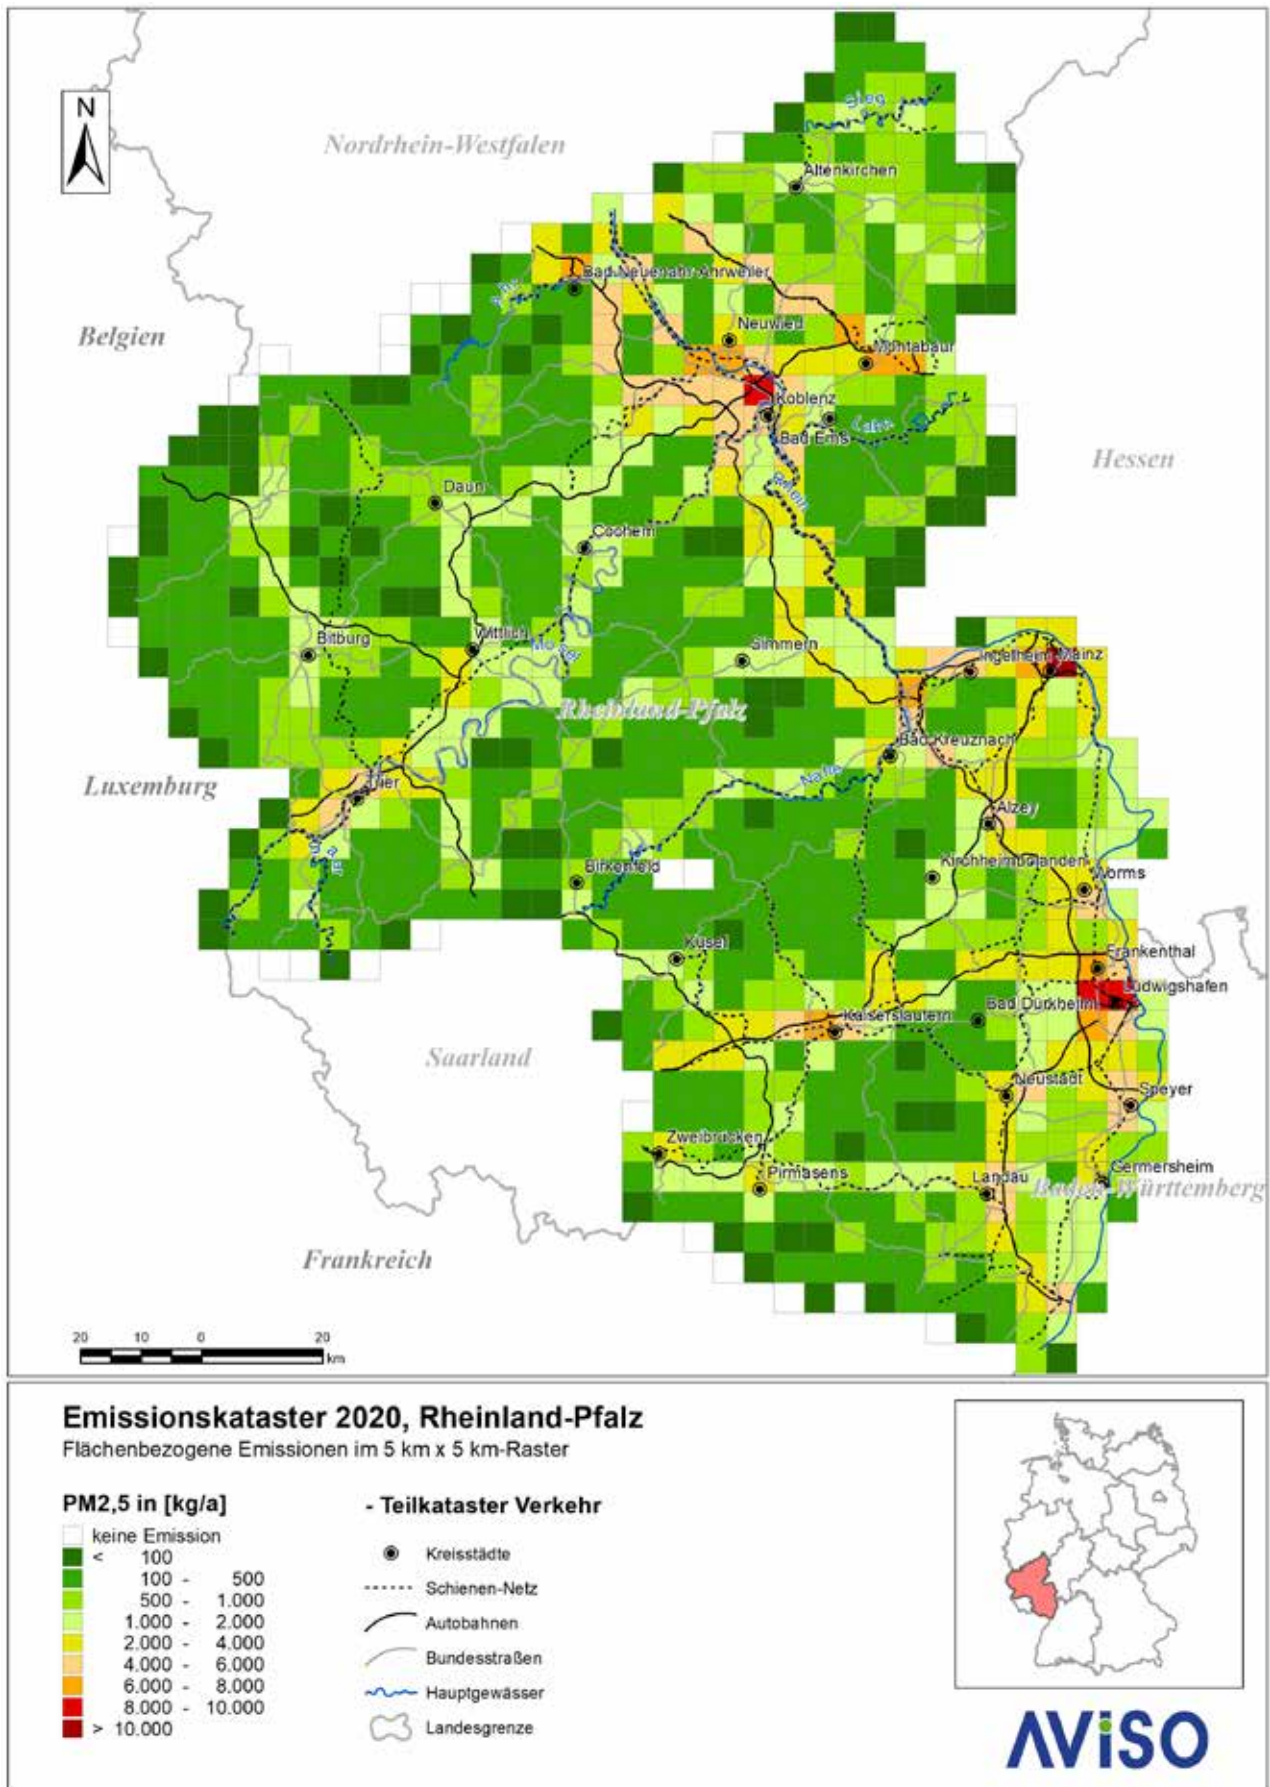 N
Nordrhein-Westfalen
Sieg
Altenkirchen
Bad Neuenahr-Ahrweiler
Ahr
Belgien
Neuwied
Montabaur
Koblenz
Lahn
Bad Ems
Hessen
Rhein
Daun
Cochem
Bitburg
Wittlich
Mosel
Simmern
Ingelheim
Mainz
Rheinland-Pfalz
Bad Kreuznach
Luxemburg
Trier
Nahe
Alzey
Saar
Birkenfeld
Kirchheimbolanden
Worms
Kusel
Frankenthal
Ludwigshafen
Bad Dürkheim
Kaiserslautern
Saarland
Neustadt
Speyer
Zweibrücken
Pirmasens
Landau
Germersheim
Baden-Württemberg
Frankreich
20 10 0 20
km
Emissionskataster 2020, Rheinland-Pfalz
Flächenbezogene Emissionen im 5 km x 5 km-Raster
PM2,5 in [kg/a]
keine Emission
< 100
100 - 500
500 - 1.000
1.000 - 2.000
2.000 - 4.000
4.000 - 6.000
6.000 - 8.000
8.000 - 10.000
> 10.000
- Teilkataster Verkehr
Kreisstädte
Schienen-Netz
Autobahnen
Bundesstraßen
Hauptgewässer
Landesgrenze
AViSO